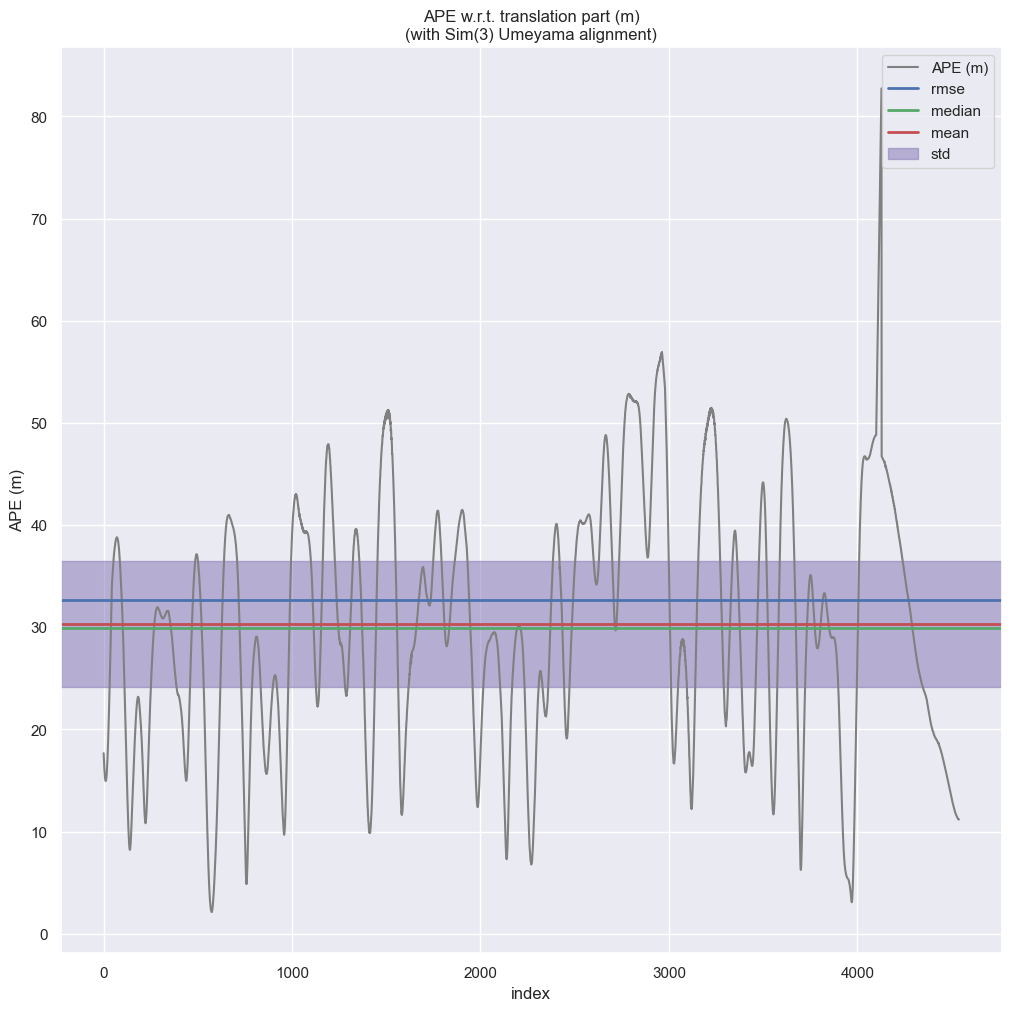 APE w.r.t. translation part (m)
(with Sim(3) Umeyama alignment)
APE (m)
rmse
median
mean
std
80
70
60
50
40
30
20
10
0
APE (m)
0
1000
2000
3000
4000
index